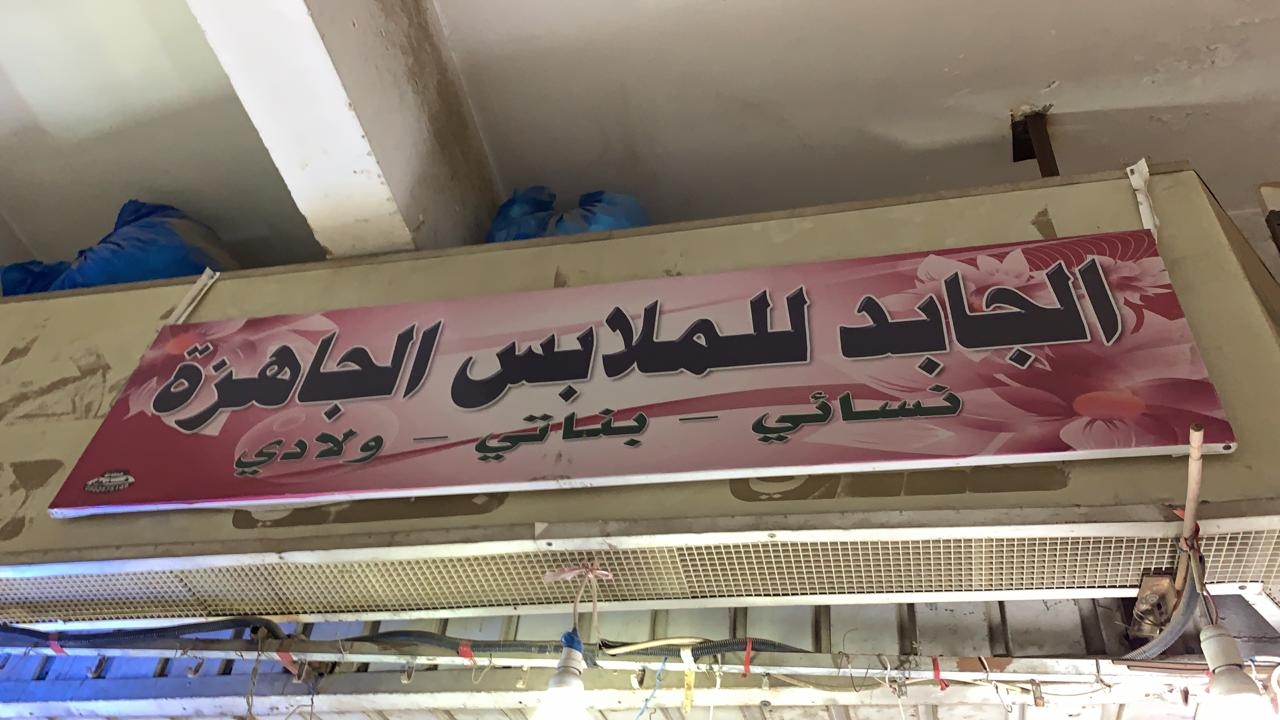 الجابد للملابس الجاهزة
نسائي - بناتي - ولادي